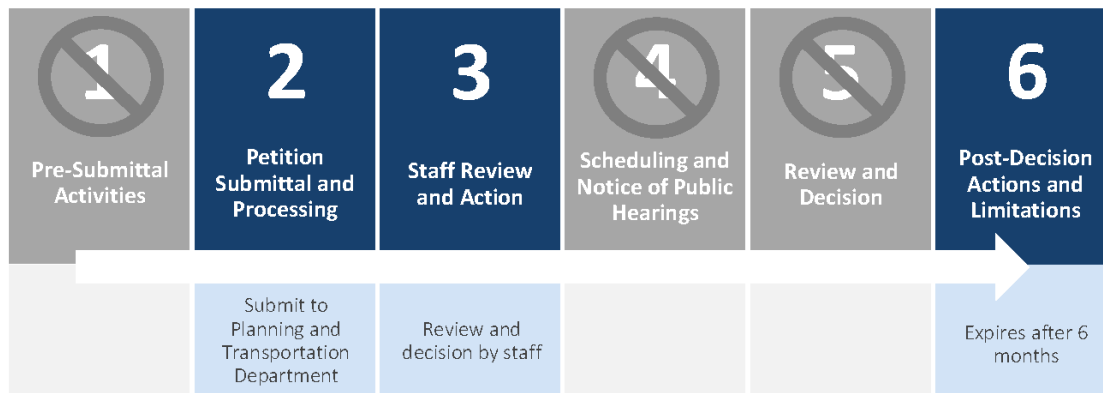 1
Pre-Submittal
Activities
2
Petition
Submittal and
Processing
3
Staff Review
and Action
4
Scheduling and
Notice of Public
Hearings
5
Review and
Decision
6
Post-Decision
Actions and
Limitations
Submit to
Planning and
Transportation
Department
Review and
decision by staff
Expires after 6
months